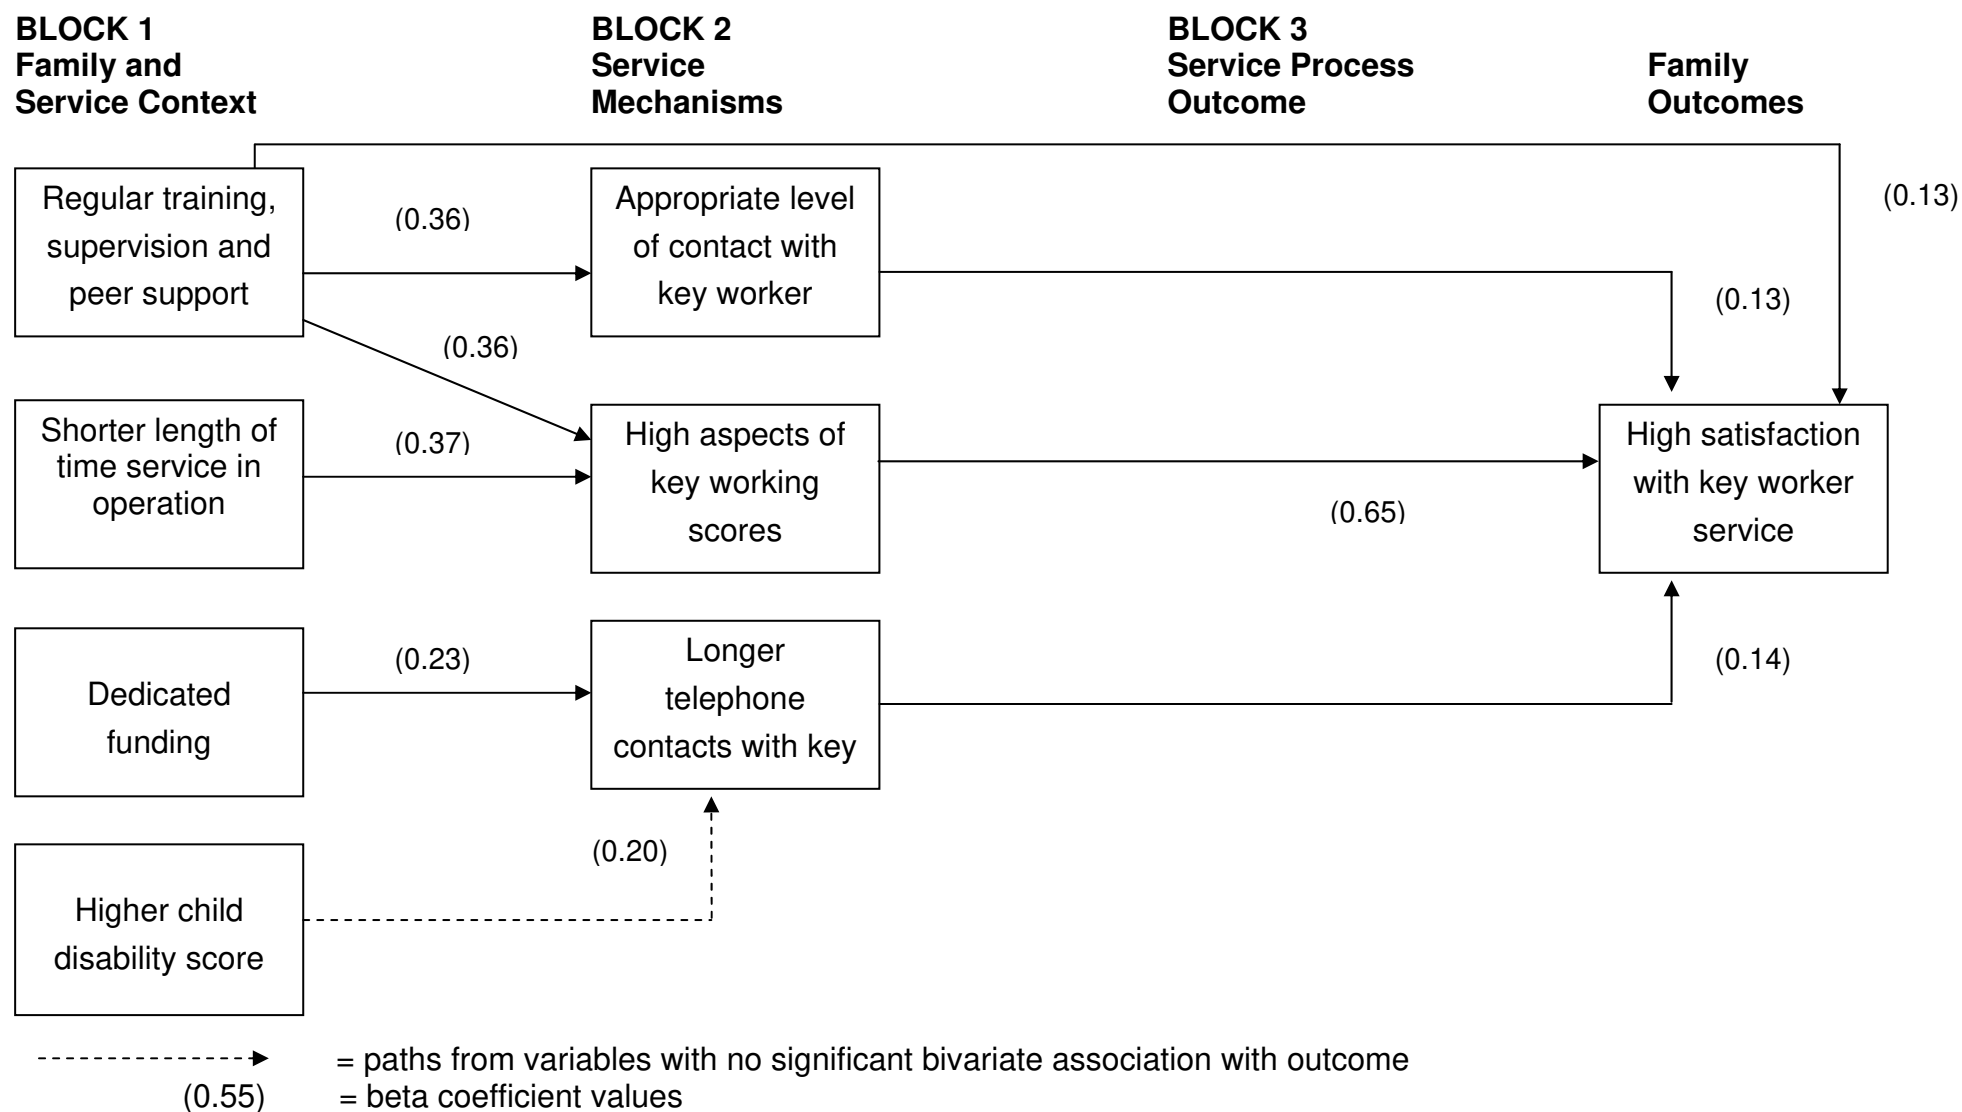 BLOCK 1
Family and
Service Context
BLOCK 2
Service
Mechanisms
BLOCK 3
Service Process
Outcome
Family
Outcomes
Regular training,
supervision and
peer support
(0.36)
Appropriate level
of contact with
key worker
(0.13)
(0.13)
(0.36)
Shorter length of
time service in
operation
(0.37)
High aspects of
key working
scores
(0.65)
High satisfaction
with key worker
service
Dedicated
funding
(0.23)
Longer
telephone
contacts with key
(0.14)
(0.20)
Higher child
disability score
= paths from variables with no significant bivariate association with outcome
(0.55) = beta coefficient values